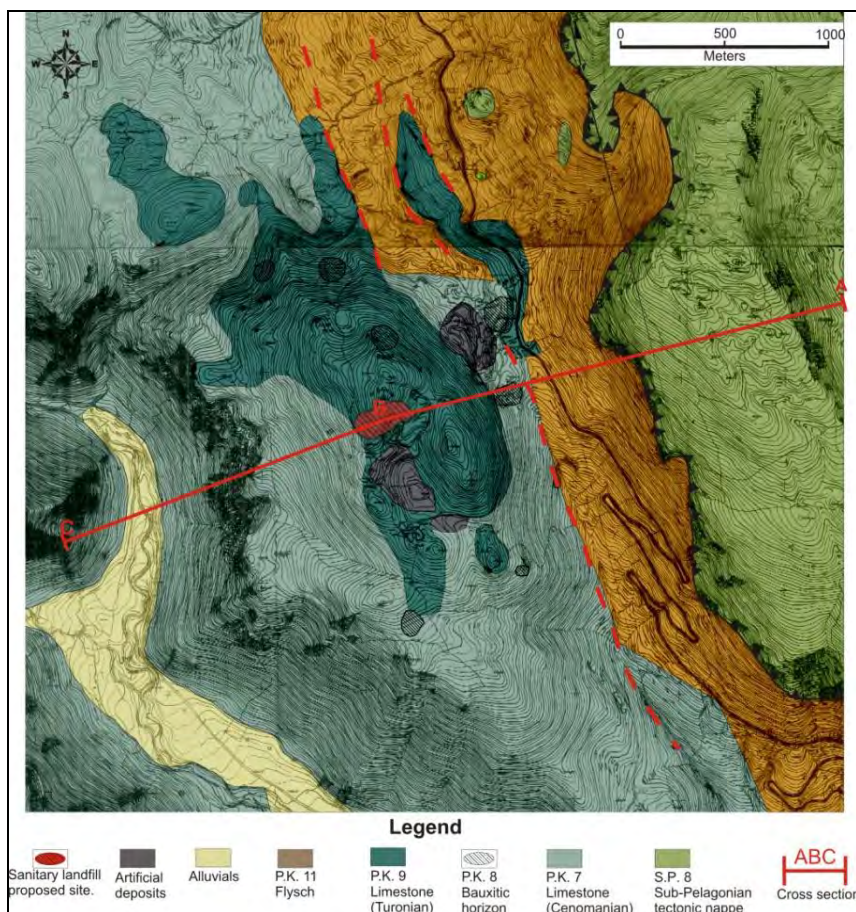 N
W E
S
0 500 1000
Meters
A
B
C
Legend
Sanitary landfill
proposed site.
Artificial
deposits
Alluvials
P.K. 11
Flysch
P.K. 9
Limestone
(Turonian)
P.K. 8
Bauxitic
horizon
P.K. 7
Limestone
(Cenomanian)
S.P. 8
Sub-Pelagonian
tectonic nappe
ABC
Cross section